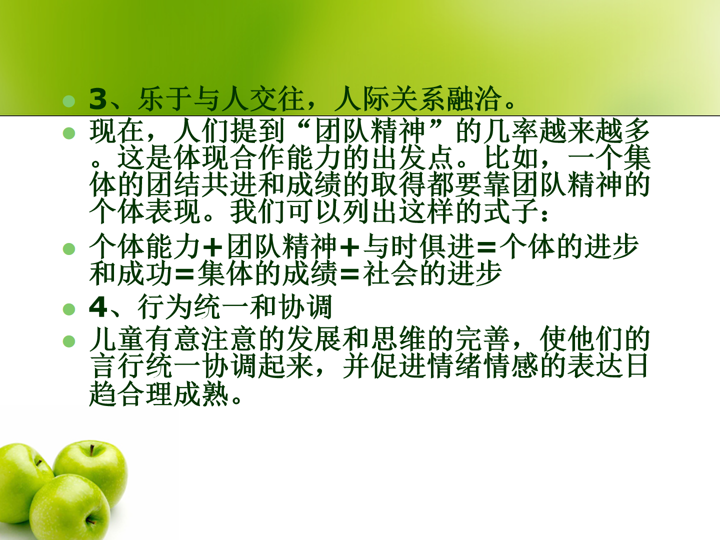 3、乐于与人交往，人际关系融洽。
现在，人们提到“团队精神”的几率越来越多
。这是体现合作能力的出发点。比如，一个集
体的团结共进和成绩的取得都要靠团队精神的
个体表现。我们可以列出这样的式子：
个体能力+团队精神+与时俱进=个体的进步
和成功=集体的成绩=社会的进步
4、行为统一和协调
儿童有意注意的发展和思维的完善，使他们的
言行统一协调起来，并促进情绪情感的表达日
趋合理成熟。